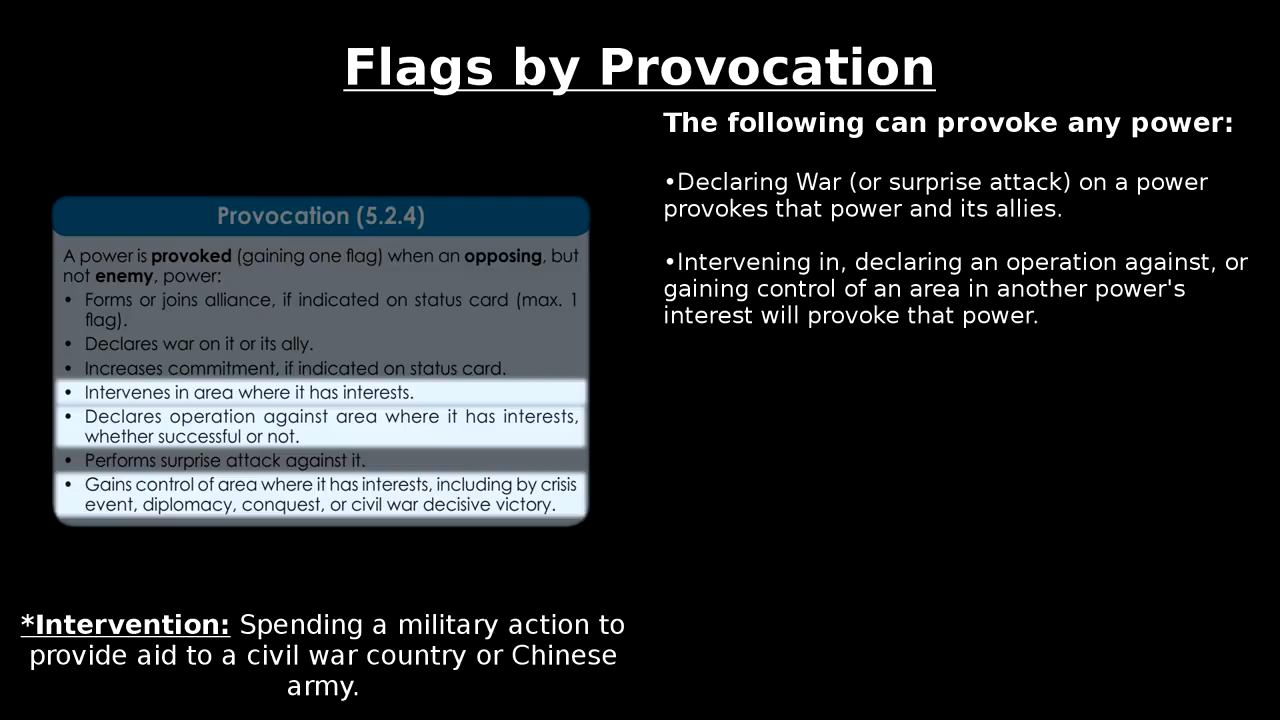 Flags by Provocation
The following can provoke any power:
•Declaring War (or surprise attack) on a power
provokes that power and its allies.
•Intervening in, declaring an operation against, or
gaining control of an area in another power's
interest will provoke that power.
Provocation (5.2.4)
A power is provoked (gaining one flag) when an opposing, but
not enemy, power:
• Forms or joins alliance, if indicated on status card (max. 1
flag).
• Declares war on it or its ally.
• Increases commitment, if indicated on status card.
• Intervenes in area where it has interests.
• Declares operation against area where it has interests,
whether successful or not.
• Performs surprise attack against it.
• Gains control of area where it has interests, including by crisis
event, diplomacy, conquest, or civil war decisive victory.
*Intervention: Spending a military action to
provide aid to a civil war country or Chinese
army.